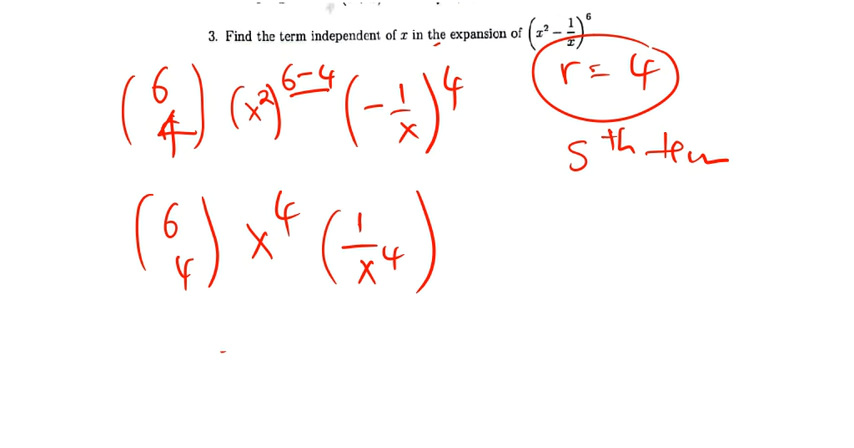 3. Find the term independent of x in the expansion of (x² − 1/x)⁶
(6 4) (x²)⁶⁻⁴ (− 1/x)⁴ r = 4
5th term
(6 4) x⁴ (1/x⁴)